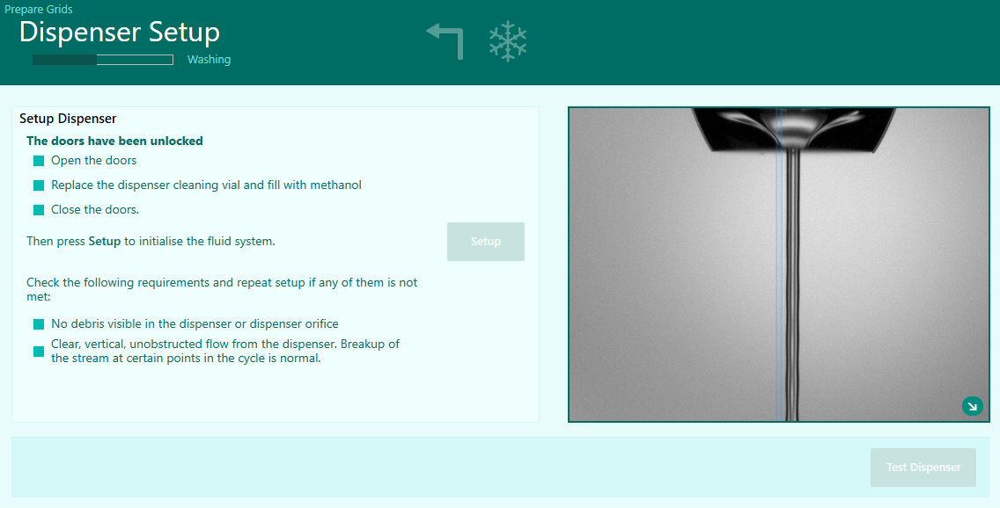 Prepare Grids
Dispenser Setup
Washing
Setup Dispenser
The doors have been unlocked
Open the doors
Replace the dispenser cleaning vial and fill with methanol
Close the doors.
Then press Setup to initialise the fluid system.
Setup
Check the following requirements and repeat setup if any of them is not
met:
No debris visible in the dispenser or dispenser orifice
Clear, vertical, unobstructed flow from the dispenser. Breakup of
the stream at certain points in the cycle is normal.
Test Dispenser